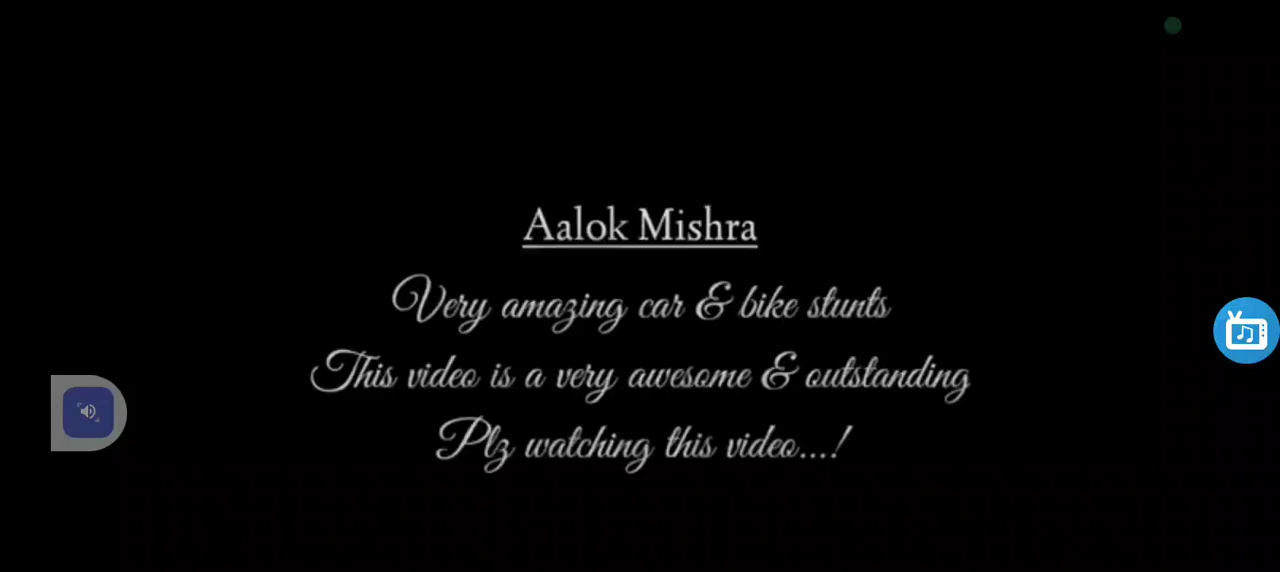 Aalok Mishra
Very amazing car & bike stunts
This video is a very awesome & outstanding
Plz watching this video...!